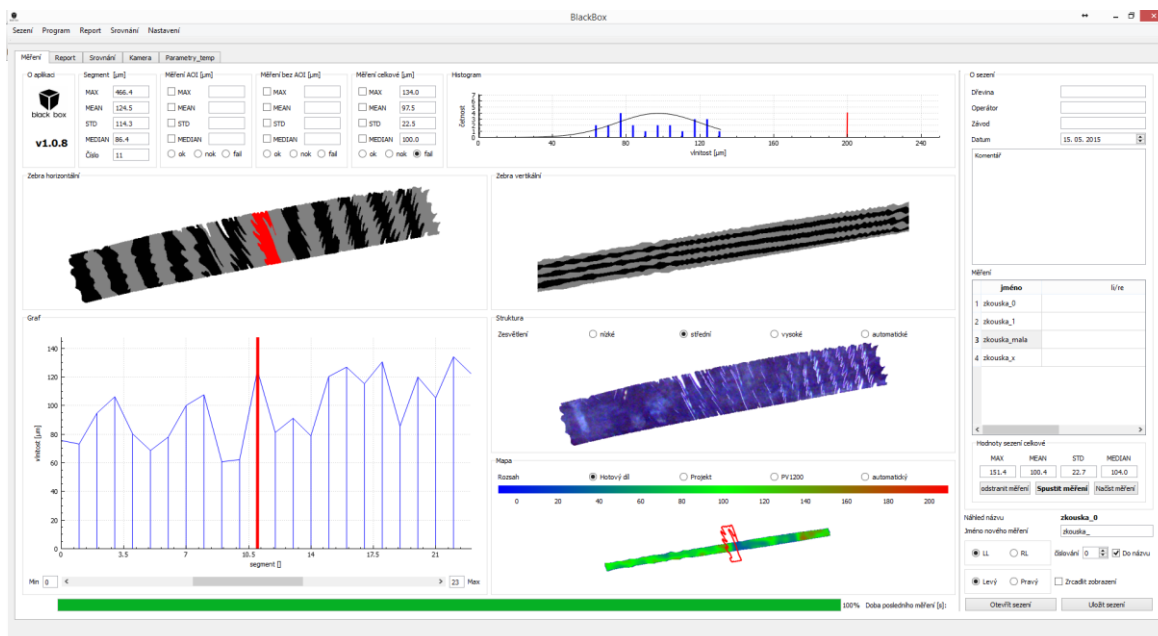 BlackBox
Sezení Program Report Srovnání Nastavení
Měření Report Srovnání Kamera Parametry_temp
O aplikaci
black box
v1.0.8
Segment [µm]
MAX 466.4
MEAN 124.5
STD 114.3
MEDIAN 86.4
Číslo 11
Měření AOI [µm]
MAX
MEAN
STD
MEDIAN
ok nok fail
Měření bez AOI [µm]
MAX
MEAN
STD
MEDIAN
ok nok fail
Měření celkové [µm]
MAX 134.0
MEAN 97.5
STD 22.5
MEDIAN 100.0
ok nok fail
Histogram
četnost
0 40 80 120 160 200 240
vlnitost [µm]
Zebra horizontální
Zebra vertikální
Graf
vlnitost [µm]
140
120
100
80
60
40
20
0
0 3.5 7 10.5 14 17.5 21
segment []
Min 0 23 Max
Struktura
Zesvětlení nízké střední vysoké automatické
Mapa
Rozsah Hotový díl Projekt PV1200 automatický
0 20 40 60 80 100 120 140 160 180 200
100% Doba posledního měření [s]:
O sezení
Dřevina
Operátor
Závod
Datum 15. 05. 2015
Komentář
Měření
jméno li/re
1 zkouska_0
2 zkouska_1
3 zkouska_mala
4 zkouska_x
Hodnoty sezení celkové
MAX MEAN STD MEDIAN
151.4 100.4 22.7 104.0
odstranit měření Spustit měření Načíst měření
Náhled názvu zkouska_0
Jméno nového měření zkouska_
LL RL číslování 0 Do názvu
Levý Pravý Zrcadlit zobrazení
Otevřít sezení Uložit sezení